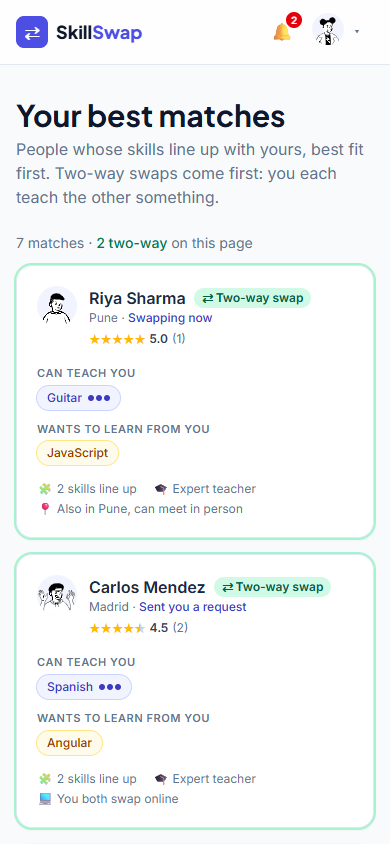 SkillSwap
2
Your best matches
People whose skills line up with yours, best fit
first. Two-way swaps come first: you each
teach the other something.
7 matches · 2 two-way on this page
Riya Sharma ⇄ Two-way swap
Pune · Swapping now
★★★★★ 5.0 (1)
CAN TEACH YOU
Guitar
WANTS TO LEARN FROM YOU
JavaScript
2 skills line up Expert teacher
Also in Pune, can meet in person
Carlos Mendez ⇄ Two-way swap
Madrid · Sent you a request
★★★★★ 4.5 (2)
CAN TEACH YOU
Spanish
WANTS TO LEARN FROM YOU
Angular
2 skills line up Expert teacher
You both swap online